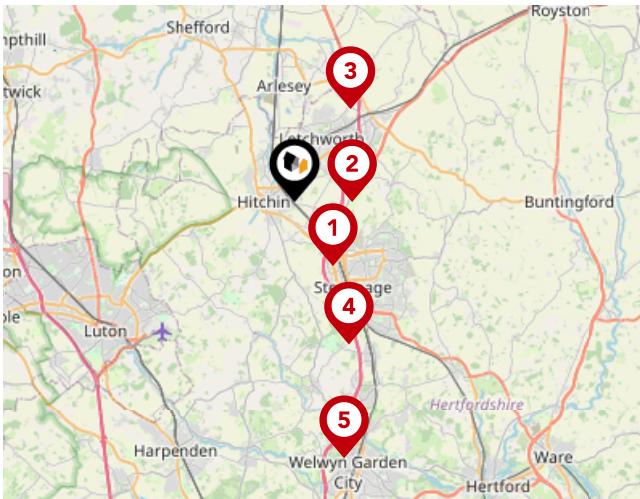 Royston
Shefford
mpthill
3
Arlesey
twick
Letchworth
2
Hitchin
Buntingford
1
on
Stevenage
4
ple
Luton
Hertfordshire
5
Harpenden
Ware
Welwyn Garden
City
Hertford